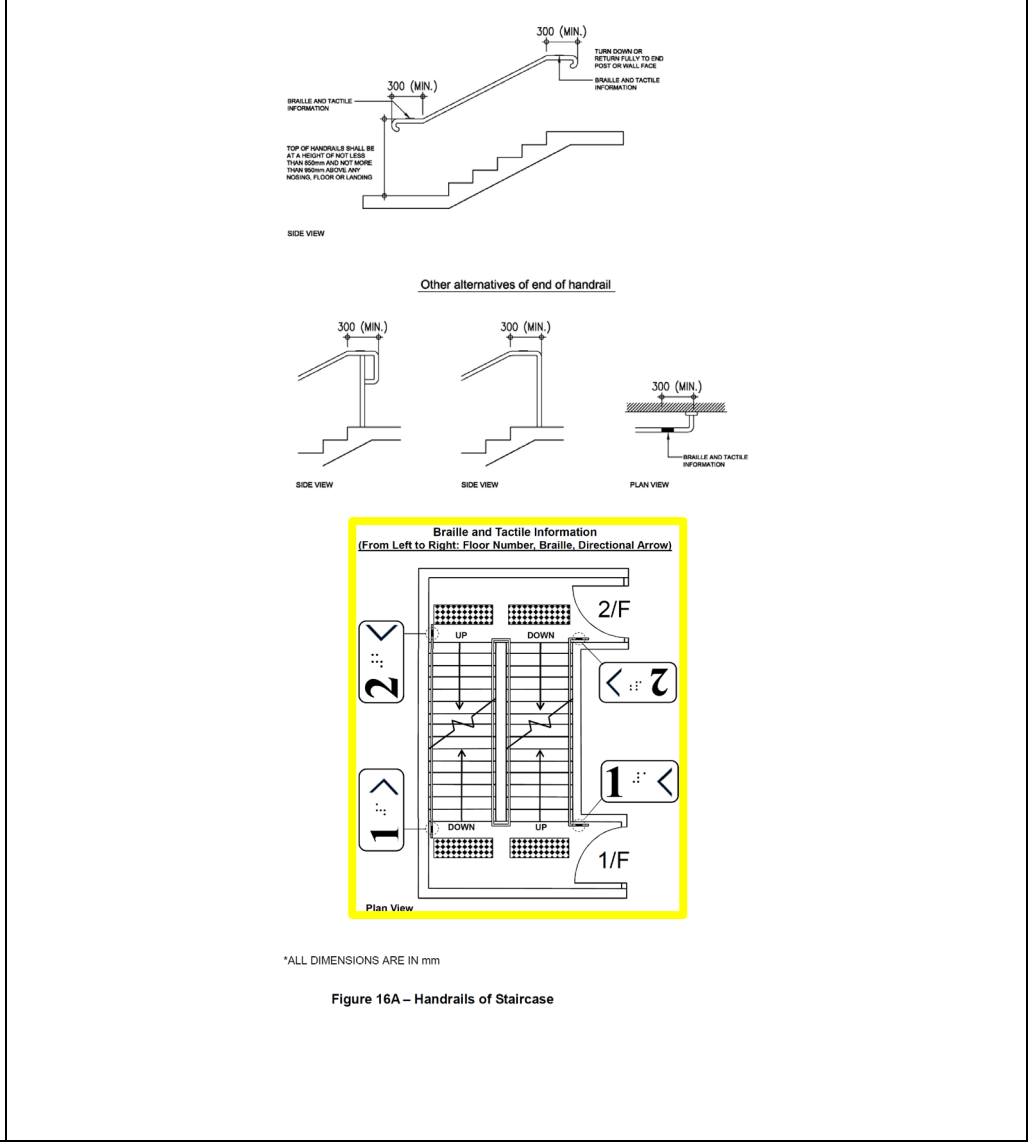 300 (MIN.)
TURN DOWN OR
RETURN FULLY TO END
POST OR WALL FACE
BRAILLE AND TACTILE
INFORMATION
300 (MIN.)
BRAILLE AND TACTILE
INFORMATION
TOP OF HANDRAILS SHALL BE
AT A HEIGHT OF NOT LESS
THAN 850mm AND NOT MORE
THAN 950mm ABOVE ANY
NOSING, FLOOR OR LANDING
SIDE VIEW
Other alternatives of end of handrail
300 (MIN.)
300 (MIN.)
300 (MIN.)
BRAILLE AND TACTILE
INFORMATION
SIDE VIEW
SIDE VIEW
PLAN VIEW
Braille and Tactile Information
(From Left to Right: Floor Number, Braille, Directional Arrow)
2/F
UP
DOWN
2
2
1
1
DOWN
UP
1/F
Plan View
*ALL DIMENSIONS ARE IN mm
Figure 16A – Handrails of Staircase